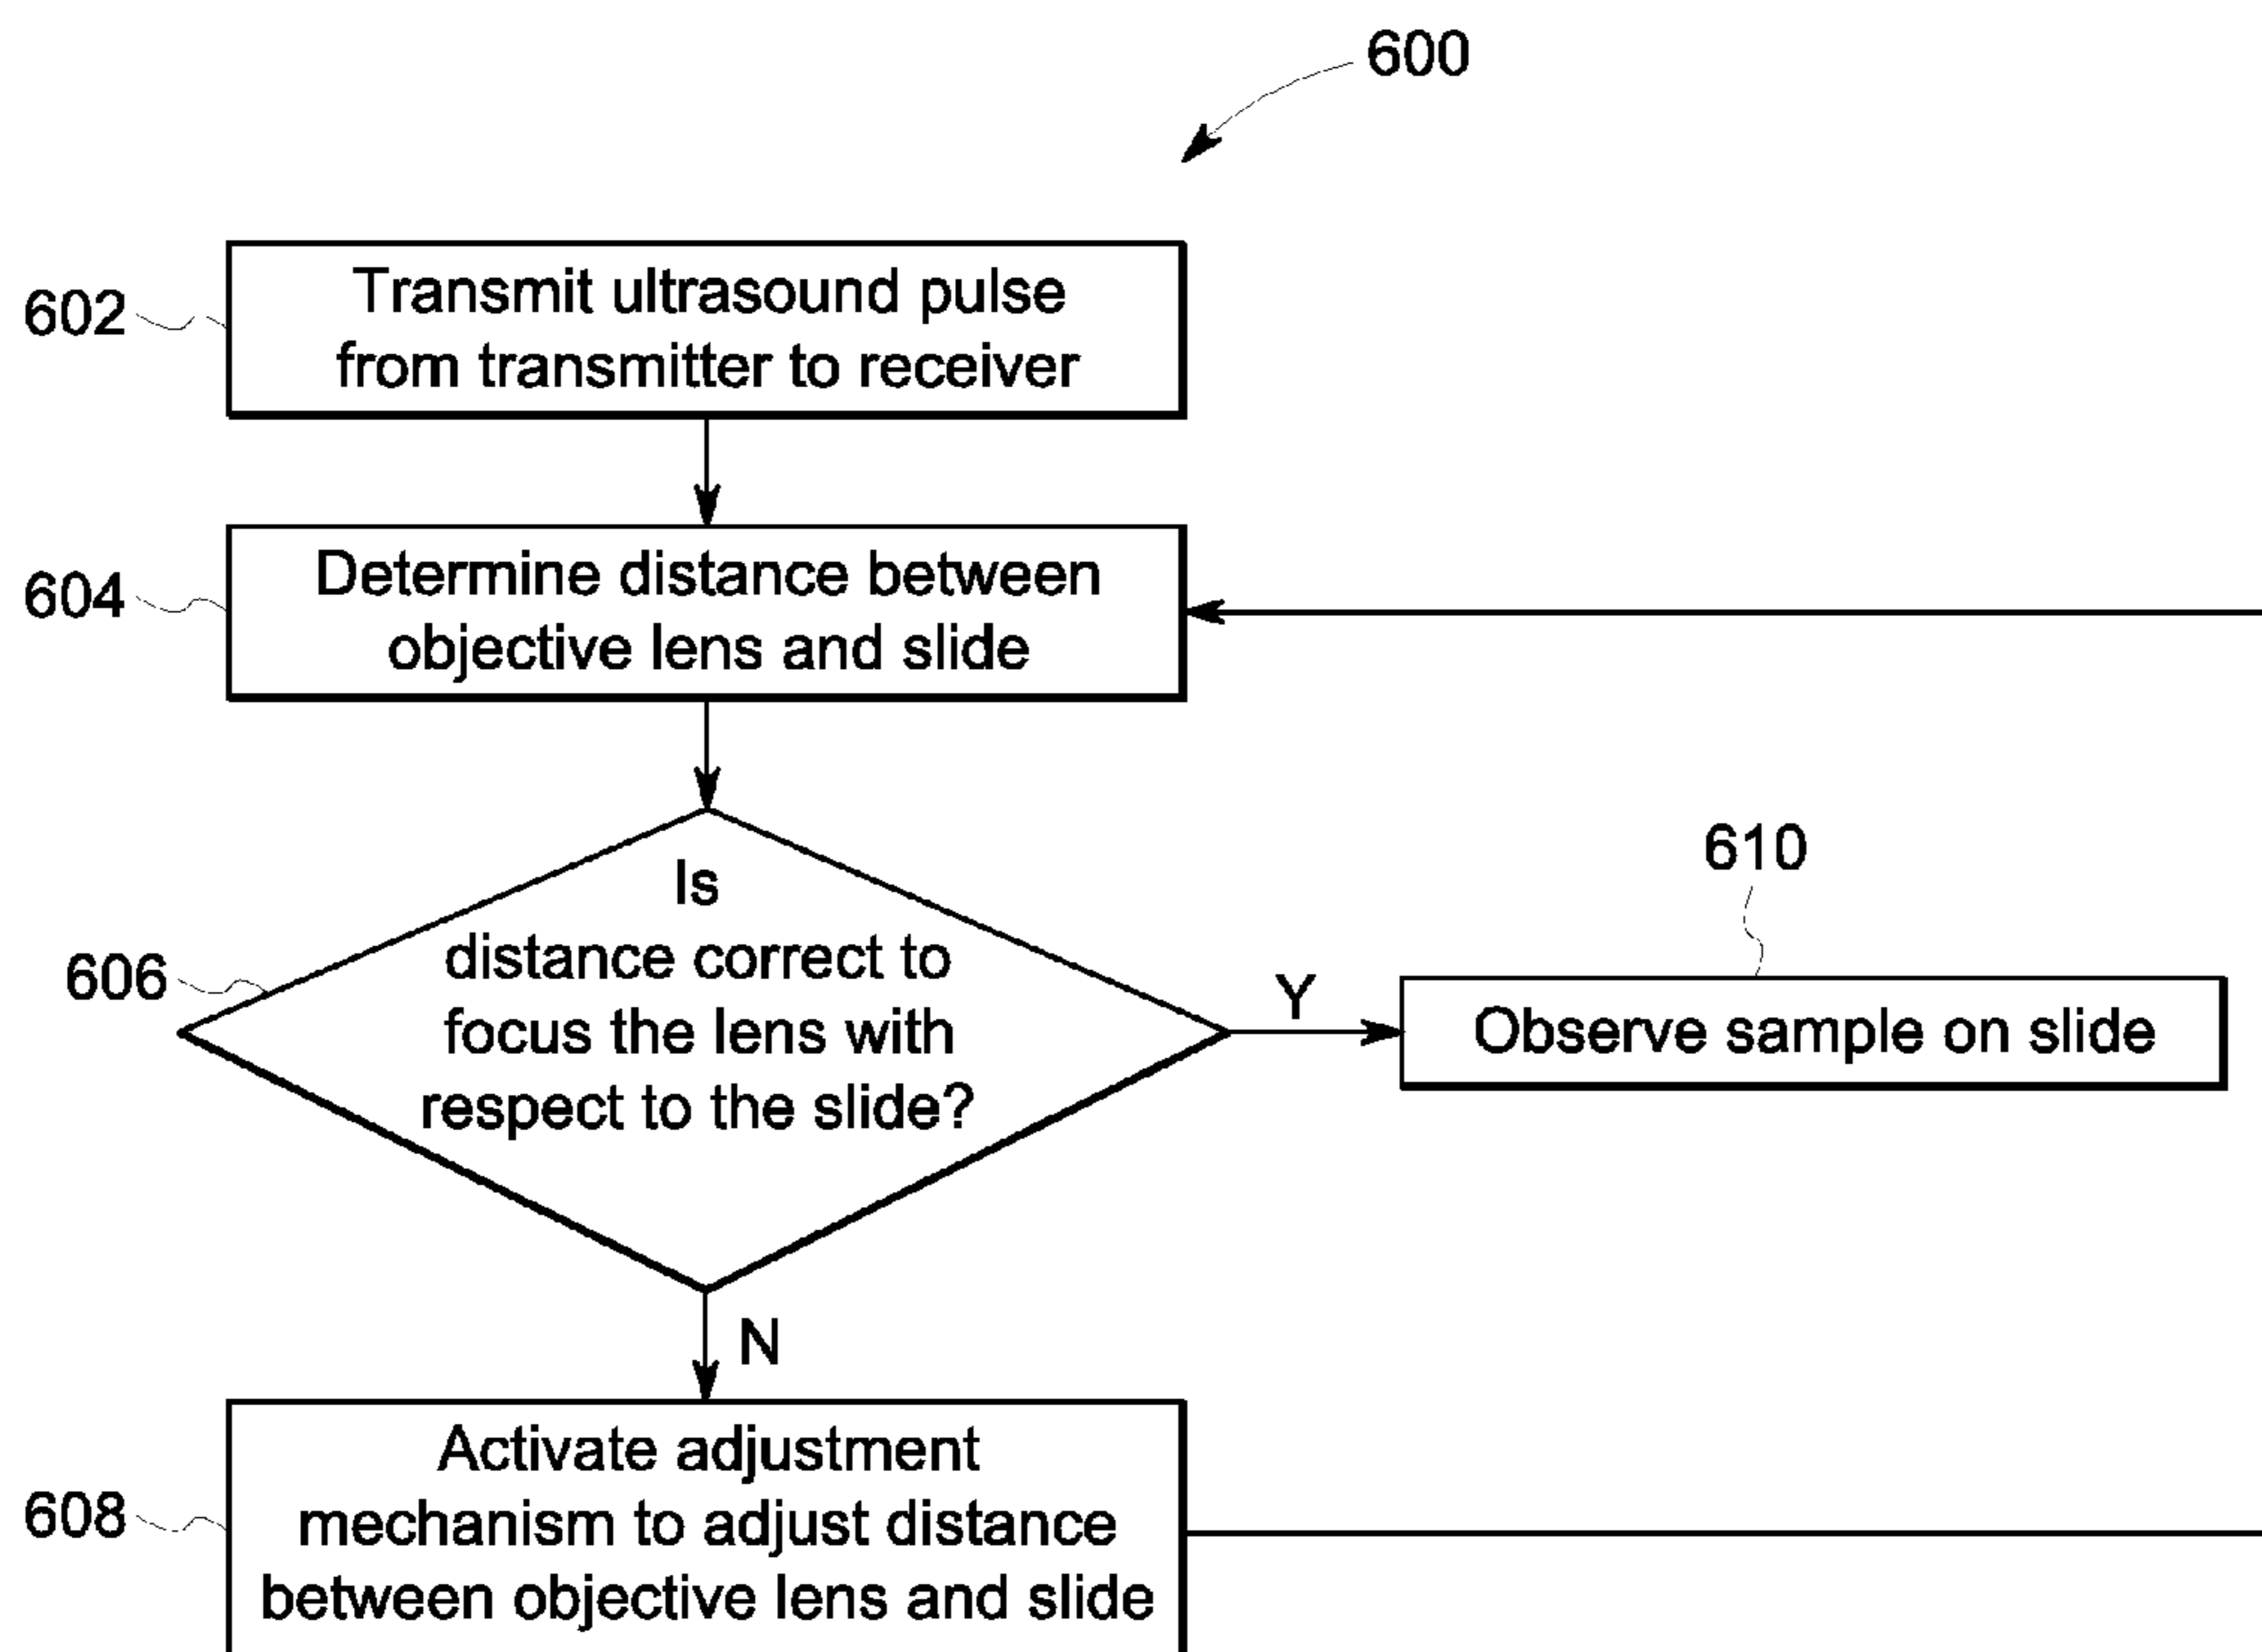 600
602
Transmit ultrasound pulse
from transmitter to receiver
604
Determine distance between
objective lens and slide
606
Is
distance correct to
focus the lens with
respect to the slide?
Y
610
Observe sample on slide
N
608
Activate adjustment
mechanism to adjust distance
between objective lens and slide